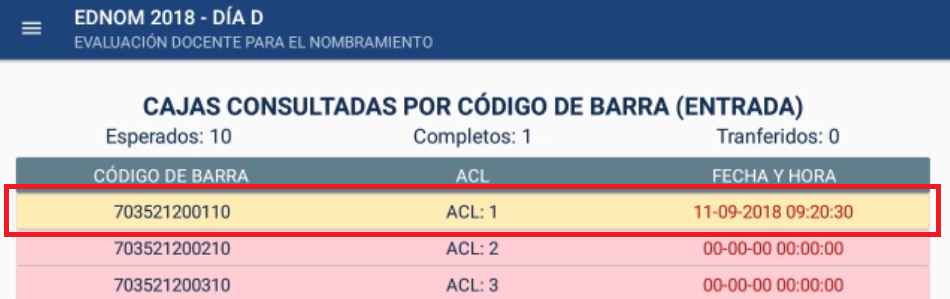 EDNOM 2018 - DÍA D
EVALUACIÓN DOCENTE PARA EL NOMBRAMIENTO
CAJAS CONSULTADAS POR CÓDIGO DE BARRA (ENTRADA)
Esperados: 10 Completos: 1 Tranferidos: 0
CÓDIGO DE BARRA ACL FECHA Y HORA
703521200110 ACL: 1 11-09-2018 09:20:30
703521200210 ACL: 2 00-00-00 00:00:00
703521200310 ACL: 3 00-00-00 00:00:00